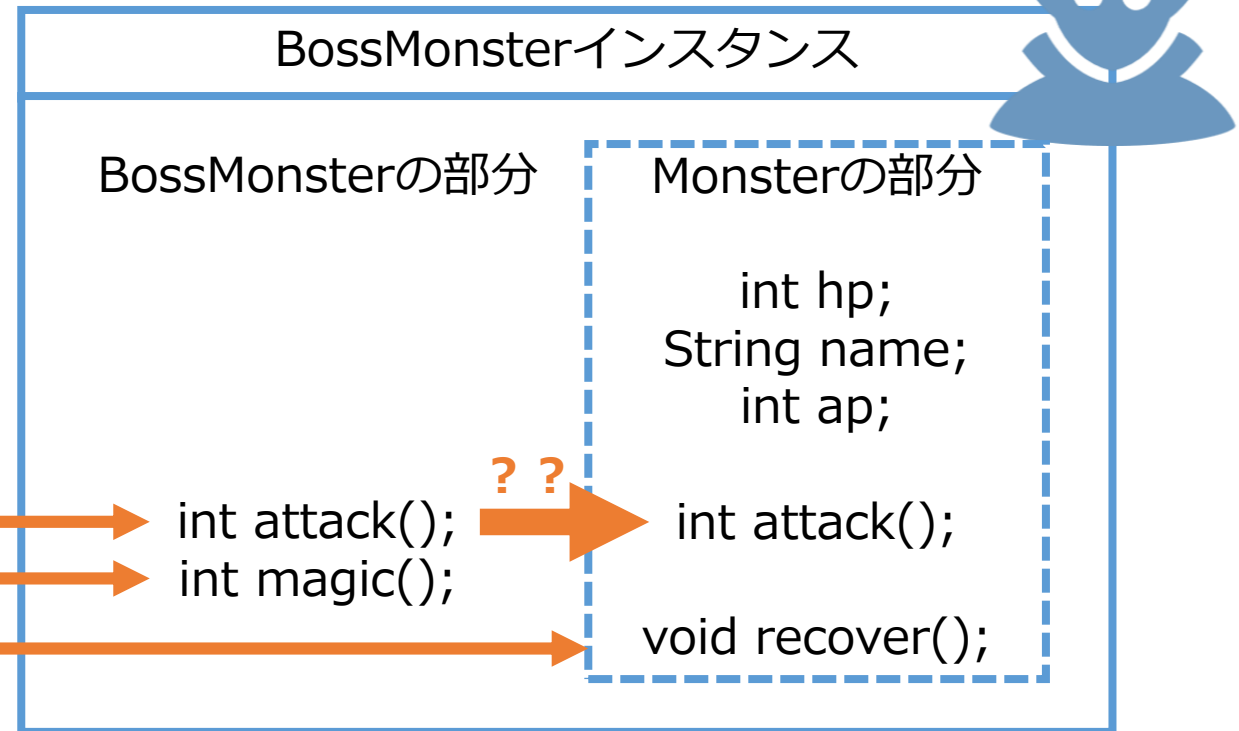 BossMonsterインスタンス
BossMonsterの部分
Monsterの部分
int hp;
String name;
int ap;
? ?
int attack();
int attack();
int magic();
void recover();